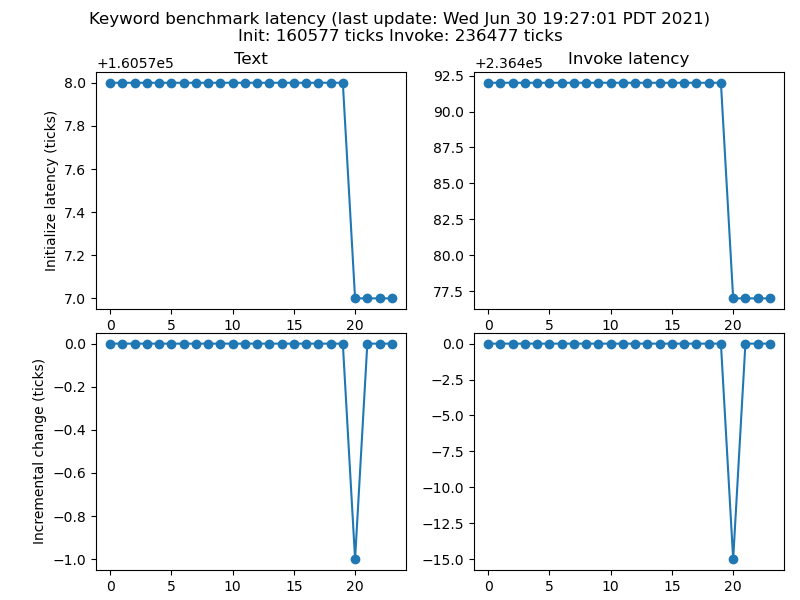 Keyword benchmark latency (last update: Wed Jun 30 19:27:01 PDT 2021)
Init: 160577 ticks Invoke: 236477 ticks
Text
+1.6057e5
8.0
7.8
7.6
7.4
7.2
7.0
Initialize latency (ticks)
0 5 10 15 20
Invoke latency
+2.364e5
92.5
90.0
87.5
85.0
82.5
80.0
77.5
0 5 10 15 20
0.0
−0.2
−0.4
−0.6
−0.8
−1.0
Incremental change (ticks)
0 5 10 15 20
0.0
−2.5
−5.0
−7.5
−10.0
−12.5
−15.0
0 5 10 15 20